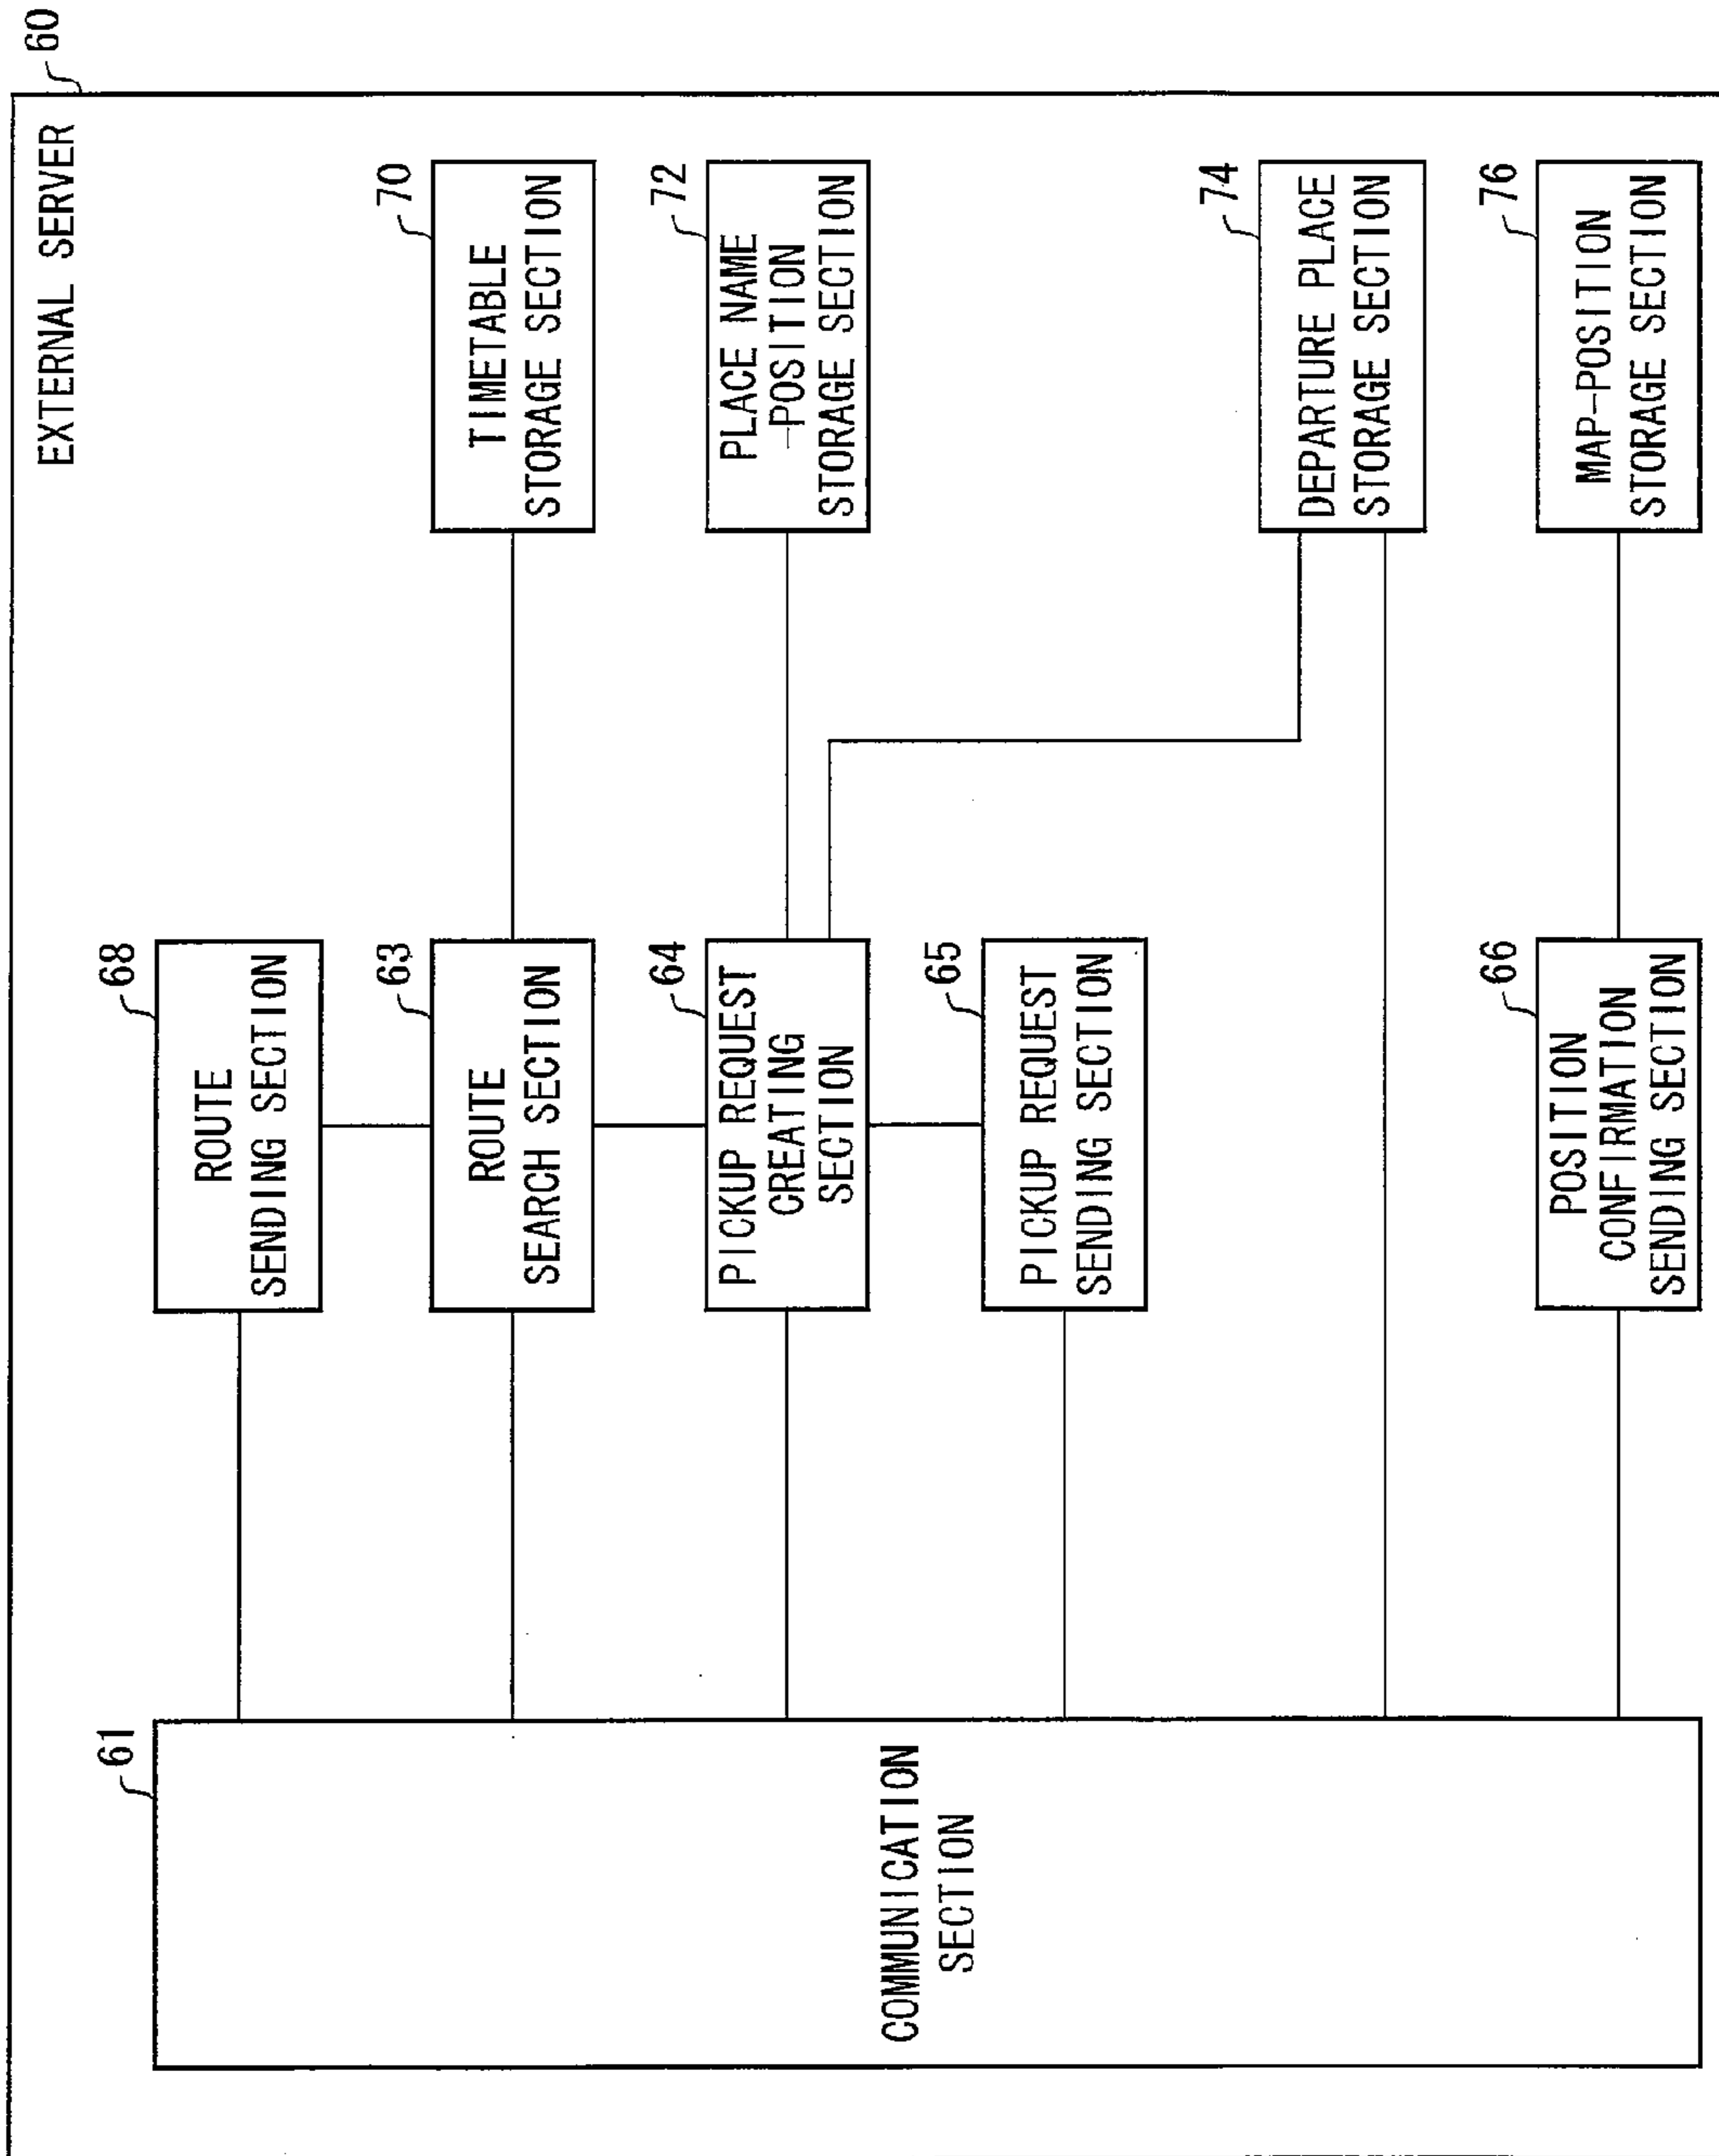 60
EXTERNAL SERVER
61
COMMUNICATION
SECTION
68
ROUTE
SENDING SECTION
63
ROUTE
SEARCH SECTION
64
PICKUP REQUEST
CREATING
SECTION
65
PICKUP REQUEST
SENDING SECTION
66
POSITION
CONFIRMATION
SENDING SECTION
70
TIMETABLE
STORAGE SECTION
72
PLACE NAME
-POSITION
STORAGE SECTION
74
DEPARTURE PLACE
STORAGE SECTION
76
MAP-POSITION
STORAGE SECTION